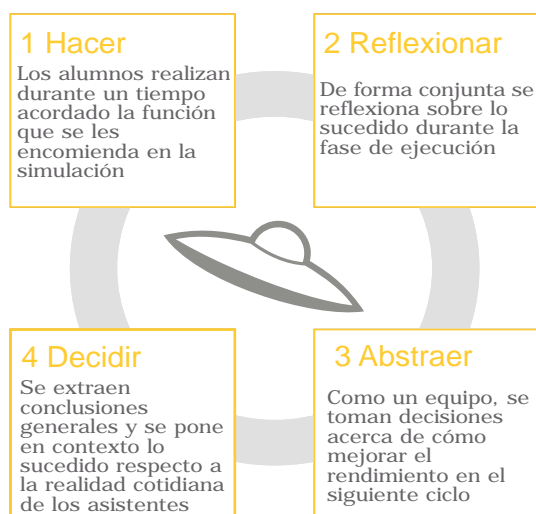 1 Hacer
Los alumnos realizan
durante un tiempo
acordado la función
que se les
encomienda en la
simulación
2 Reflexionar
De forma conjunta se
reflexiona sobre lo
sucedido durante la
fase de ejecución
3 Abstraer
Como un equipo, se
toman decisiones
acerca de cómo
mejorar el
rendimiento en el
siguiente ciclo
4 Decidir
Se extraen
conclusiones
generales y se pone
en contexto lo
sucedido respecto a
la realidad cotidiana
de los asistentes